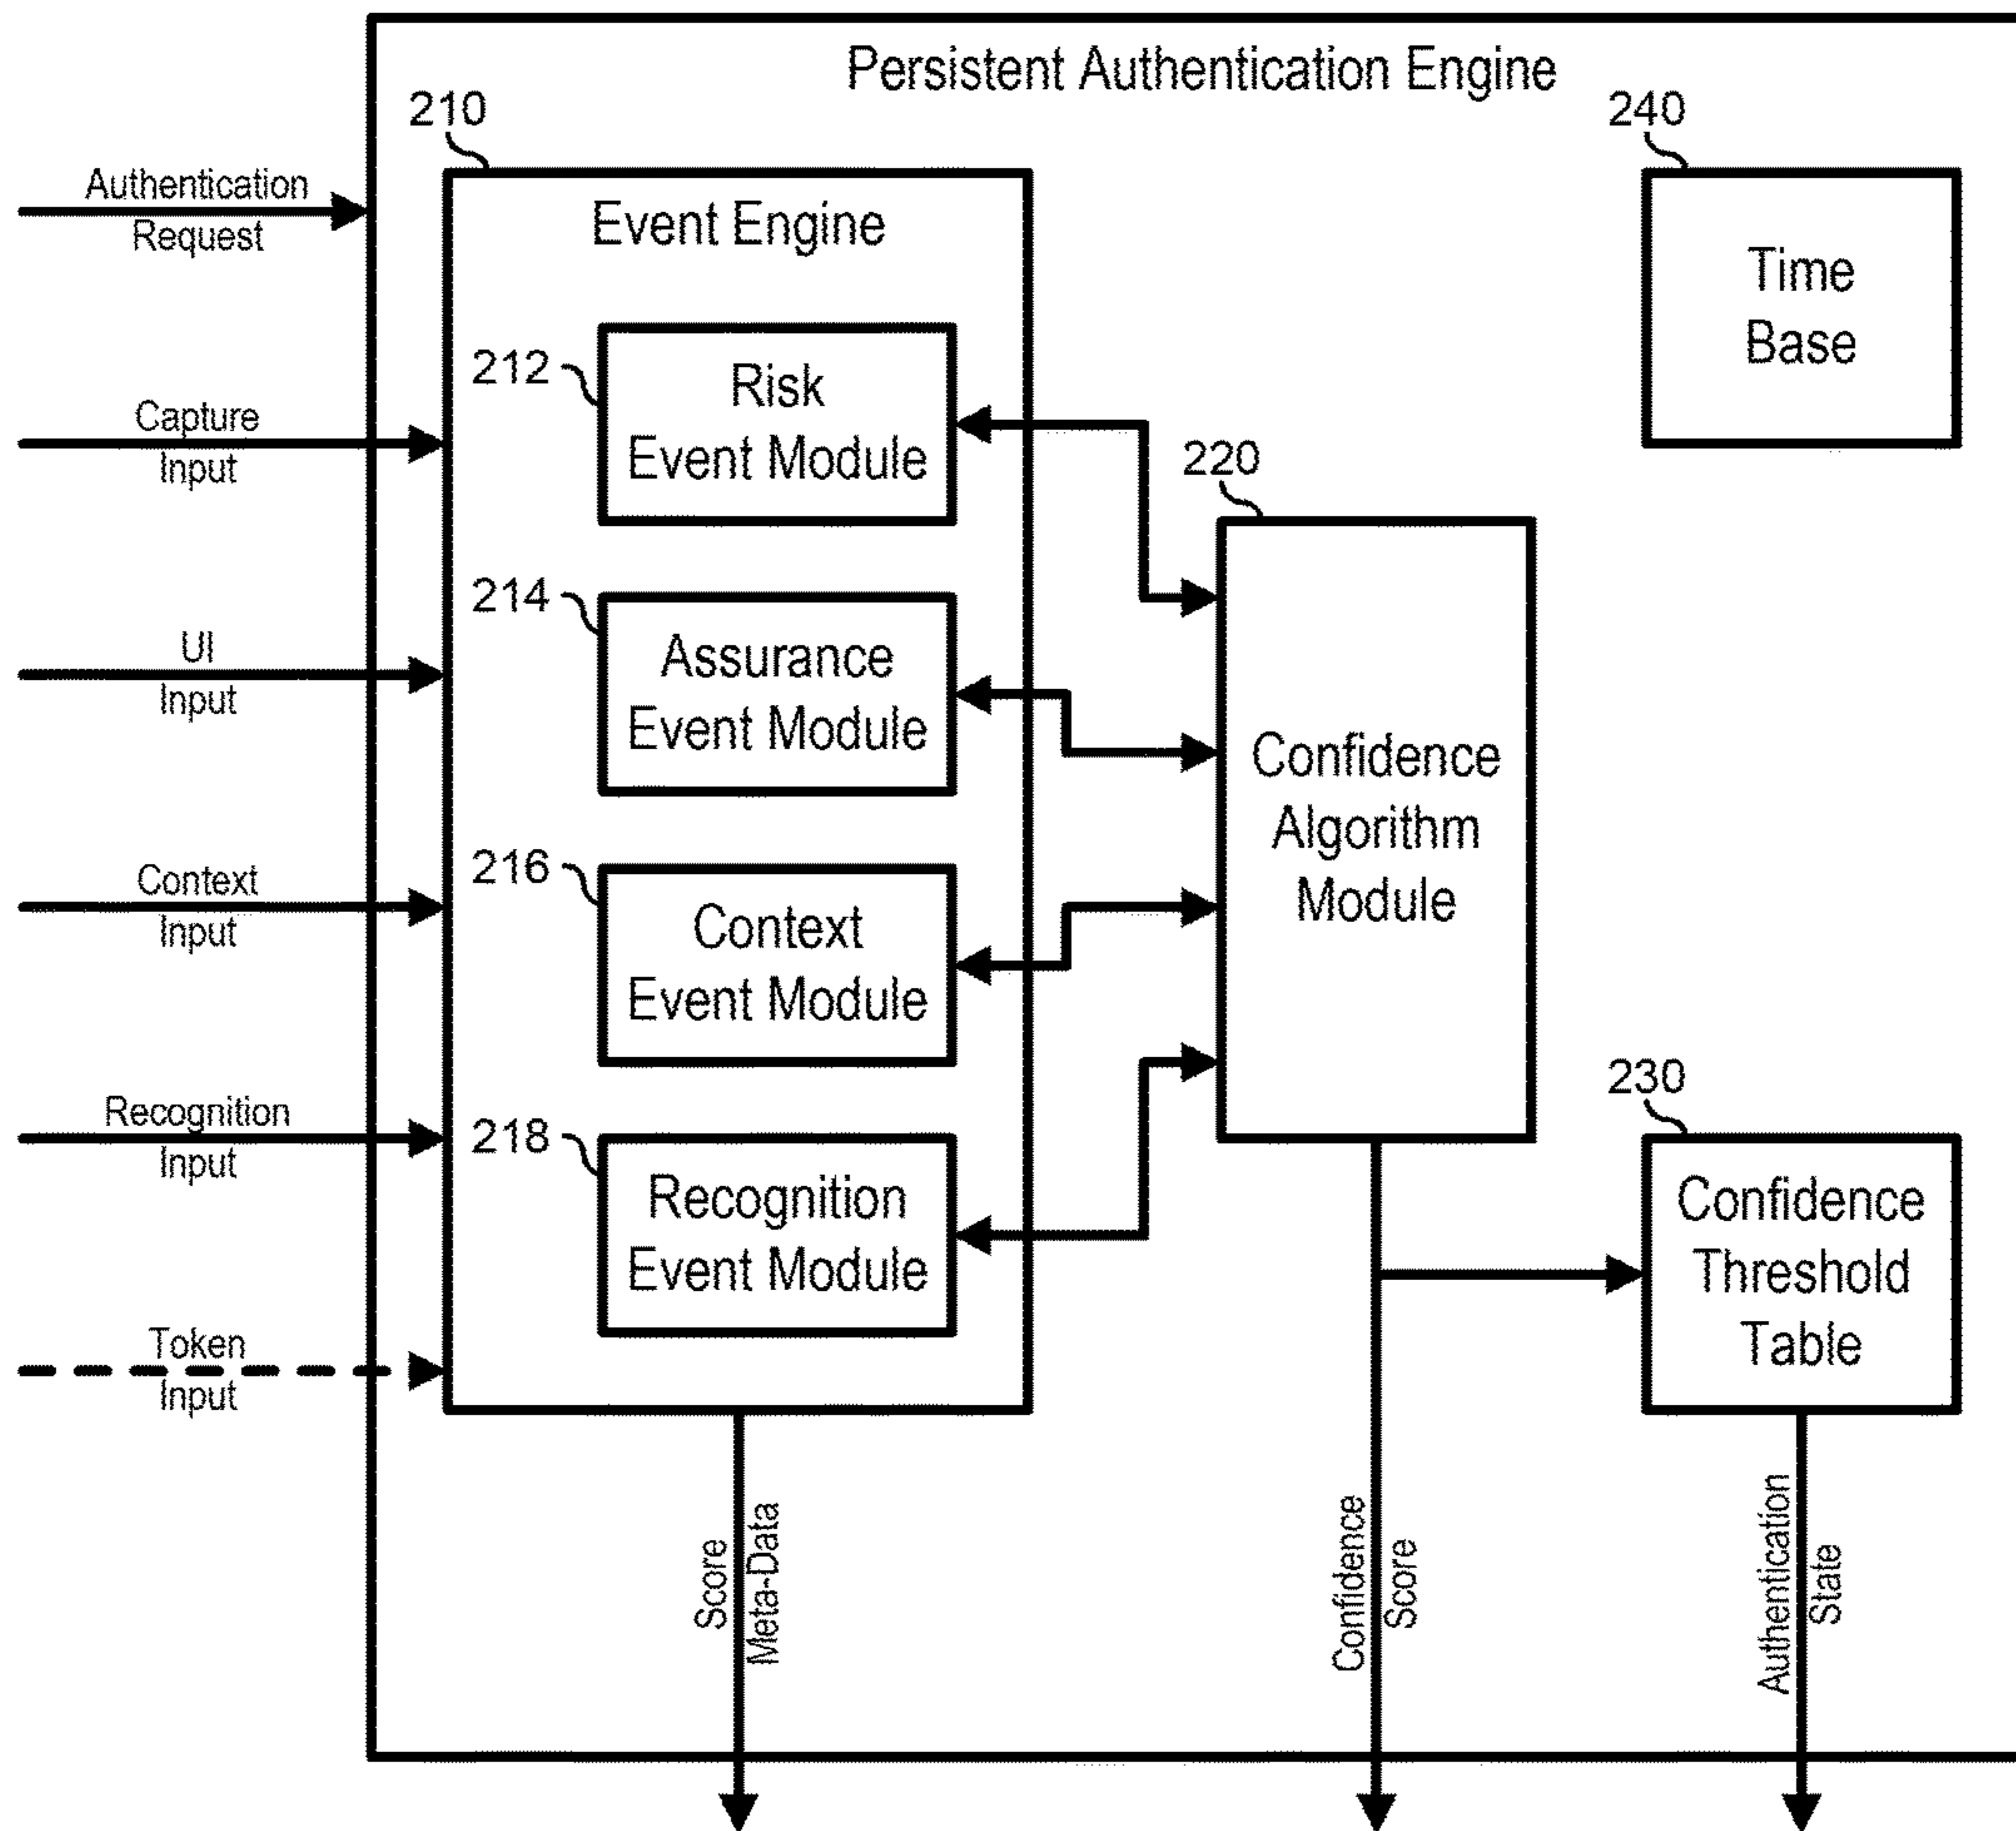 Persistent Authentication Engine
210
240
Authentication
Request
Event Engine
Time
Base
212
Risk
Event Module
Capture
Input
220
214
Assurance
Event Module
UI
Input
Confidence
Algorithm
Module
216
Context
Event Module
Context
Input
230
218
Recognition
Event Module
Recognition
Input
Confidence
Threshold
Table
Token
Input
Score
Meta-Data
Confidence
Score
Authentication
State